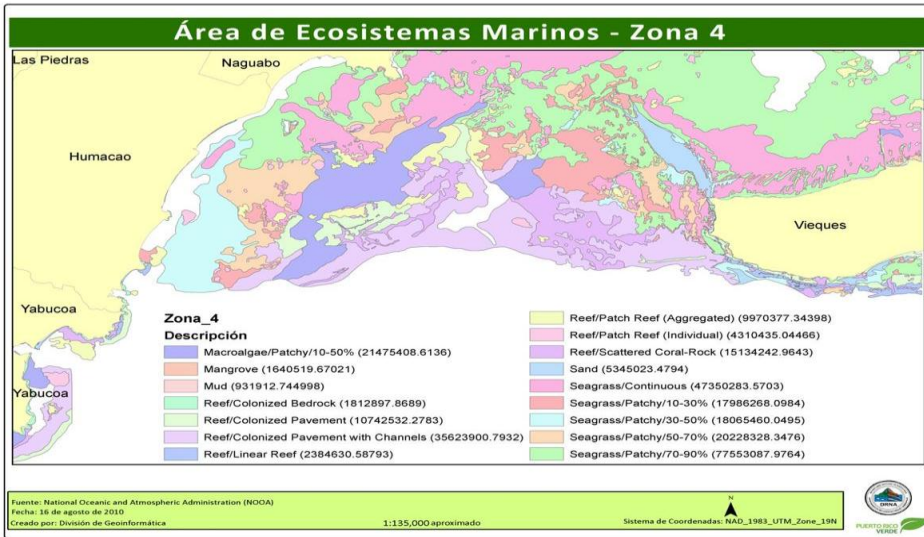 Área de Ecosistemas Marinos - Zona 4
Las Piedras
Naguabo
Humacao
Vieques
Yabucoa
Yabucoa
Zona_4
Descripción
Macroalgae/Patchy/10-50% (21475408.6136)
Mangrove (1640519.67021)
Mud (931912.744998)
Reef/Colonized Bedrock (1812897.8689)
Reef/Colonized Pavement (10742532.2783)
Reef/Colonized Pavement with Channels (35623900.7932)
Reef/Linear Reef (2384630.58793)
Reef/Patch Reef (Aggregated) (9970377.34398)
Reef/Patch Reef (Individual) (4310435.04466)
Reef/Scattered Coral-Rock (15134242.9643)
Sand (5345023.4794)
Seagrass/Continuous (47350283.5703)
Seagrass/Patchy/10-30% (17986268.0984)
Seagrass/Patchy/30-50% (18065460.0495)
Seagrass/Patchy/50-70% (20228328.3476)
Seagrass/Patchy/70-90% (77553087.9764)
Fuente: National Oceanic and Atmospheric Administration (NOOA)
Fecha: 16 de agosto de 2010
Creado por: División de Geoinformática
1:135,000 aproximado
N
Sistema de Coordenadas: NAD_1983_UTM_Zone_19N
DRNA
PUERTO RICO
VERDE